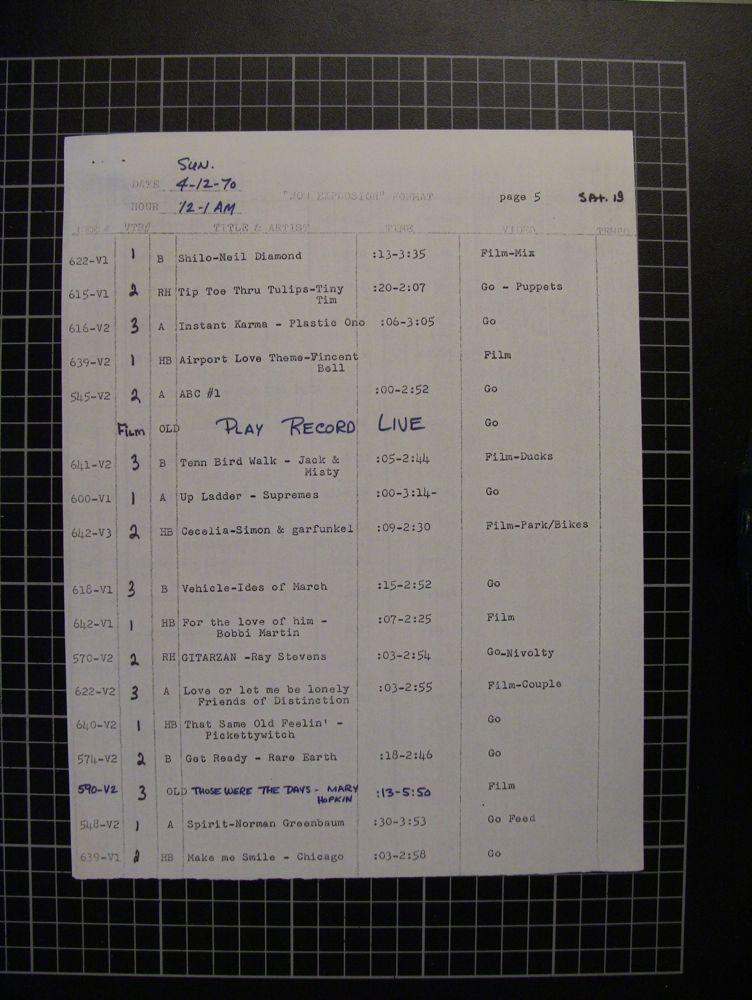 SUN.
DATE 4-12-70
"NOW EXPLOSION" FORMAT page 5 SAt. 19
HOUR 12-1 AM
VTR# TITLE & ARTIST TIME VIDEO TEMPO
622-V1 1 B Shilo-Neil Diamond :13-3:35 Film-Mix
615-V1 2 RH Tip Toe Thru Tulips-Tiny :20-2:07 Go - Puppets
Tim
616-V2 3 A Instant Karma - Plastic Ono :06-3:05 Go
639-V2 1 HB Airport Love Theme-Vincent Film
Bell
545-V2 2 A ABC #1 :00-2:52 Go
FiLm OLD PLAY RECORD LIVE Go
641-V2 3 B Tenn Bird Walk - Jack & :05-2:44 Film-Ducks
Misty
600-V1 1 A Up Ladder - Supremes :00-3:14- Go
642-V3 2 HB Cecelia-Simon & garfunkel :09-2:30 Film-Park/Bikes
618-V1 3 B Vehicle-Ides of March :15-2:52 Go
642-V1 1 HB For the love of him - :07-2:25 Film
Bobbi Martin
570-V2 2 RH GITARZAN -Ray Stevens :03-2:54 Go-Nivolty
622-V2 3 A Love or let me be lonely :03-2:55 Film-Couple
Friends of Distinction
640-V2 1 HB That Same Old Feelin' - Go
Pickettywitch
574-V2 2 B Get Ready - Rare Earth :18-2:46 Go
590-V2 3 OLD THOSE WERE THE DAYS - MARY :13-5:50 Film
HOPKIN
548-V2 1 A Spirit-Norman Greenbaum :30-3:53 Go Feed
639-V1 2 HB Make me Smile - Chicago :03-2:58 Go